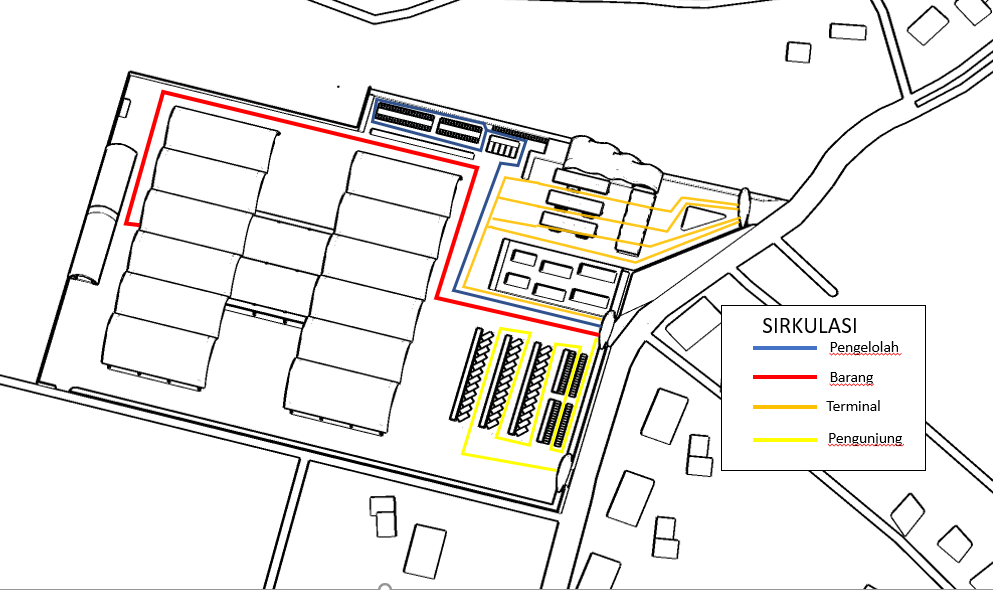 SIRKULASI
Pengelolah
Barang
Terminal
Pengunjung